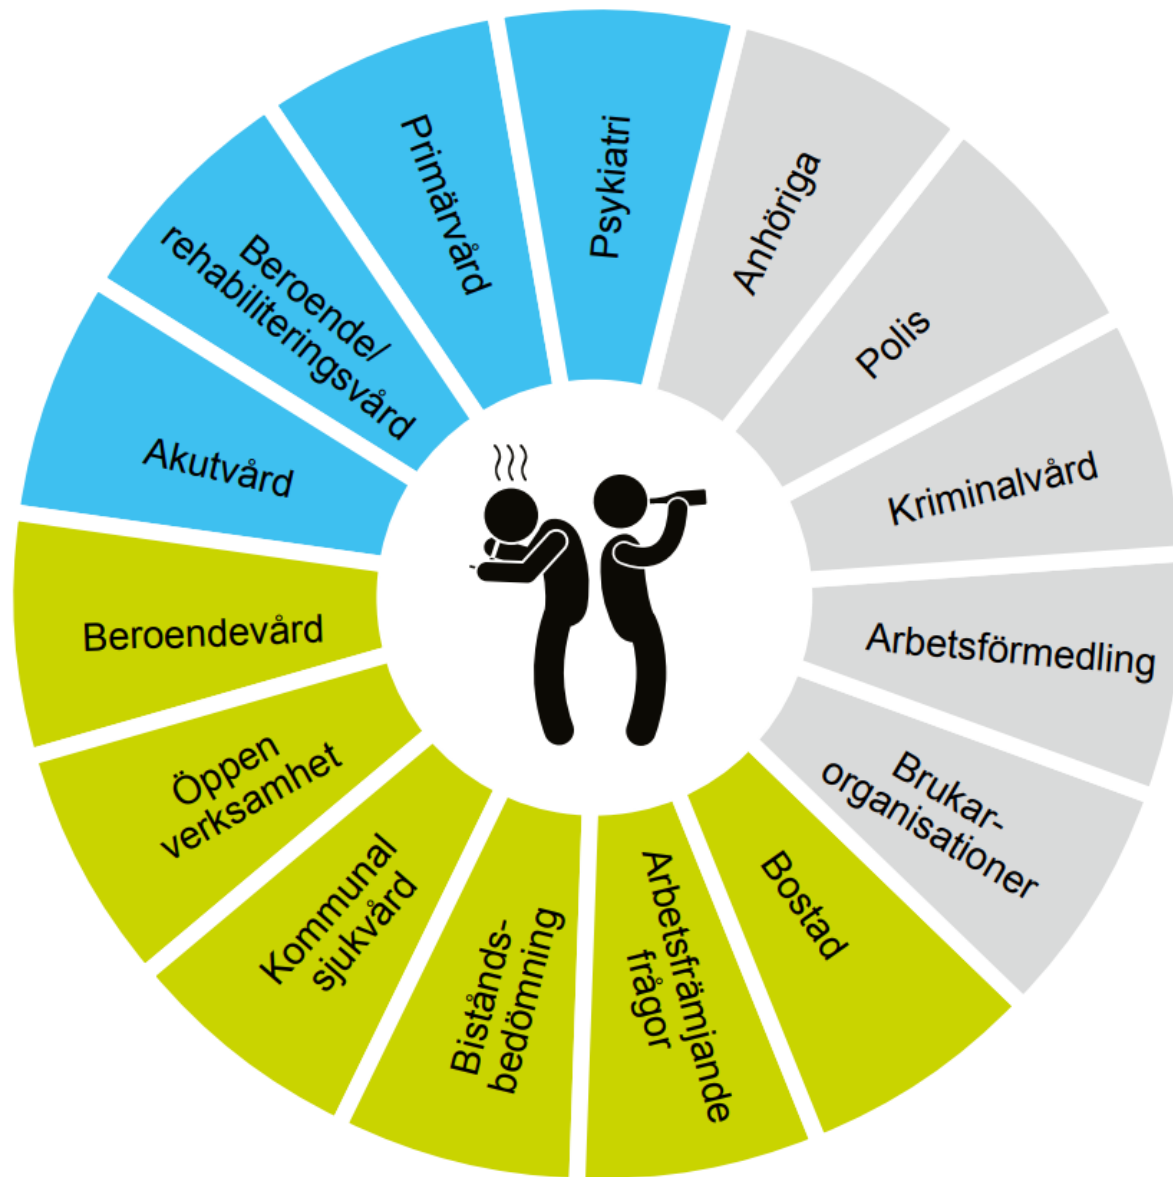 Psykiatri
Anhöriga
Polis
Kriminalvård
Arbetsförmedling
Brukar-
organisationer
Bostad
Arbetsfrämjande
frågor
Bistånds-
bedömning
Kommunal
sjukvård
Öppen
verksamhet
Beroendevård
Akutvård
Beroende/
rehabiliteringsvård
Primärvård